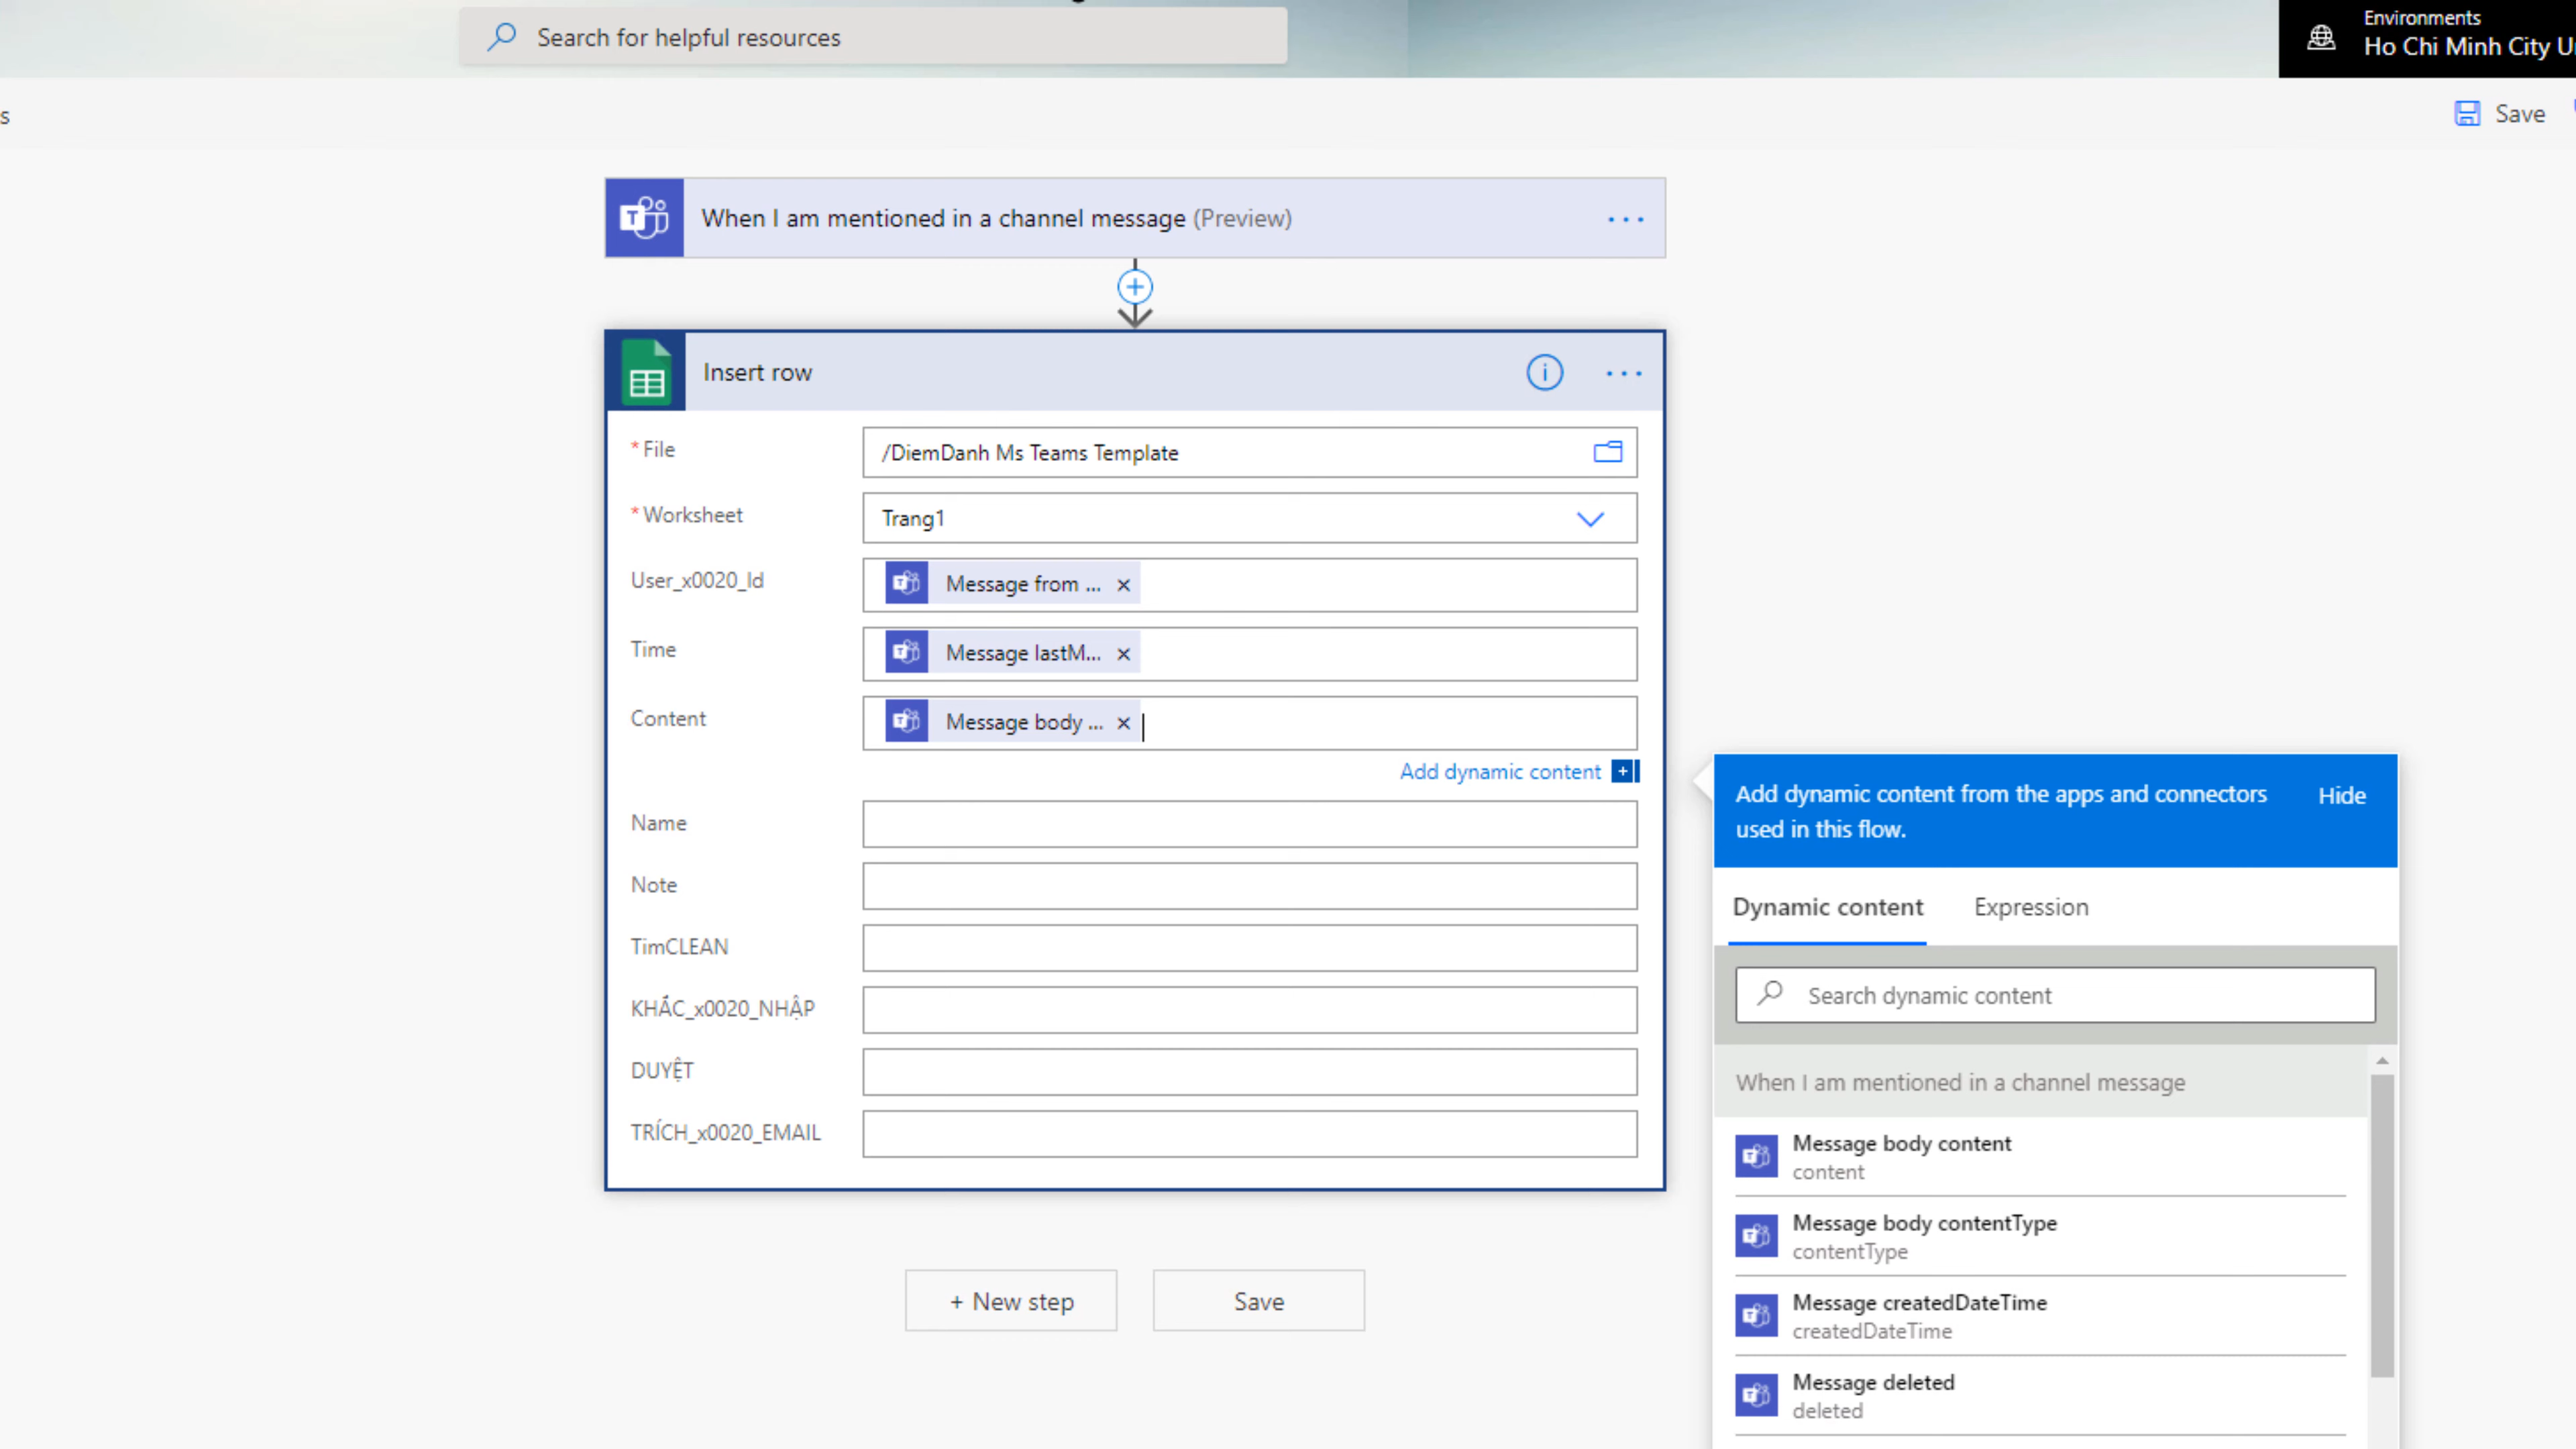 Search for helpful resources
Environments
Ho Chi Minh City
s
Save
When I am mentioned in a channel message (Preview)
Insert row
* File
/DiemDanh Ms Teams Template
* Worksheet
Trang1
User_x0020_Id
Message from ... ×
Time
Message lastM... ×
Content
Message body ... ×
Add dynamic content
Name
Note
TimCLEAN
KHẮC_x0020_NHẬP
DUYỆT
TRÍCH_x0020_EMAIL
+ New step
Save
Add dynamic content from the apps and connectors
used in this flow.
Hide
Dynamic content
Expression
Search dynamic content
When I am mentioned in a channel message
Message body content
content
Message body contentType
contentType
Message createdDateTime
createdDateTime
Message deleted
deleted